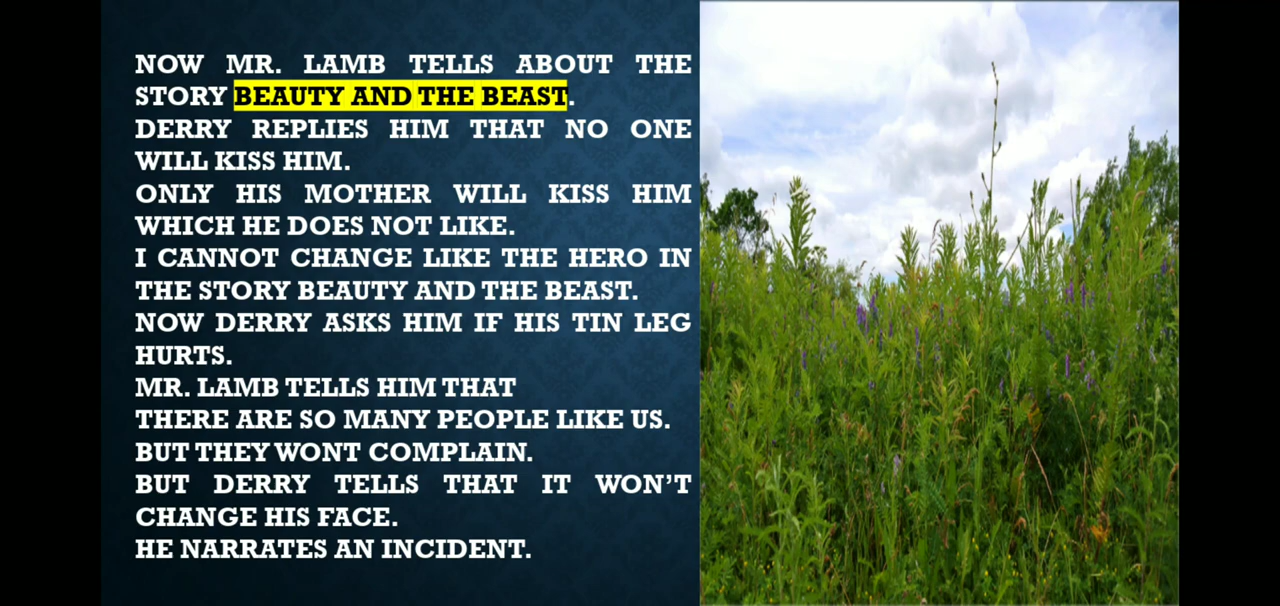 NOW MR. LAMB TELLS ABOUT THE
STORY BEAUTY AND THE BEAST.
DERRY REPLIES HIM THAT NO ONE
WILL KISS HIM.
ONLY HIS MOTHER WILL KISS HIM
WHICH HE DOES NOT LIKE.
I CANNOT CHANGE LIKE THE HERO IN
THE STORY BEAUTY AND THE BEAST.
NOW DERRY ASKS HIM IF HIS TIN LEG
HURTS.
MR. LAMB TELLS HIM THAT
THERE ARE SO MANY PEOPLE LIKE US.
BUT THEY WONT COMPLAIN.
BUT DERRY TELLS THAT IT WON'T
CHANGE HIS FACE.
HE NARRATES AN INCIDENT.